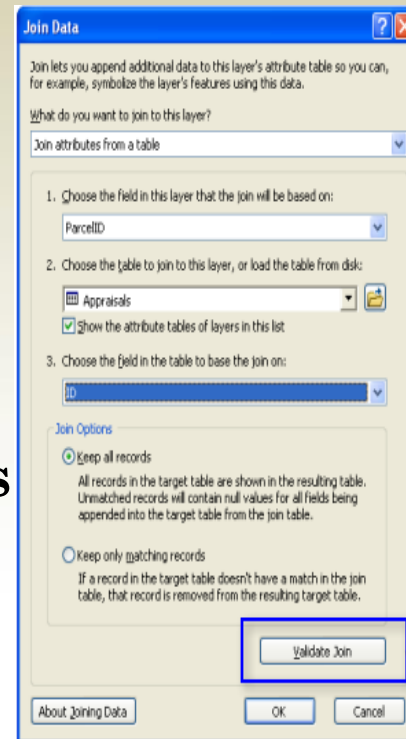 Join Data
Join lets you append additional data to this layer's attribute table so you can,
for example, symbolize the layer's features using this data.
What do you want to join to this layer?
Join attributes from a table
1. Choose the field in this layer that the join will be based on:
ParcelID
2. Choose the table to join to this layer, or load the table from disk:
Appraisals
Show the attribute tables of layers in this list
3. Choose the field in the table to base the join on:
ID
s
Join Options
Keep all records
All records in the target table are shown in the resulting table.
Unmatched records will contain null values for all fields being
appended into the target table from the join table.
Keep only matching records
If a record in the target table doesn't have a match in the join
table, that record is removed from the resulting target table.
Validate Join
About Joining Data
OK
Cancel